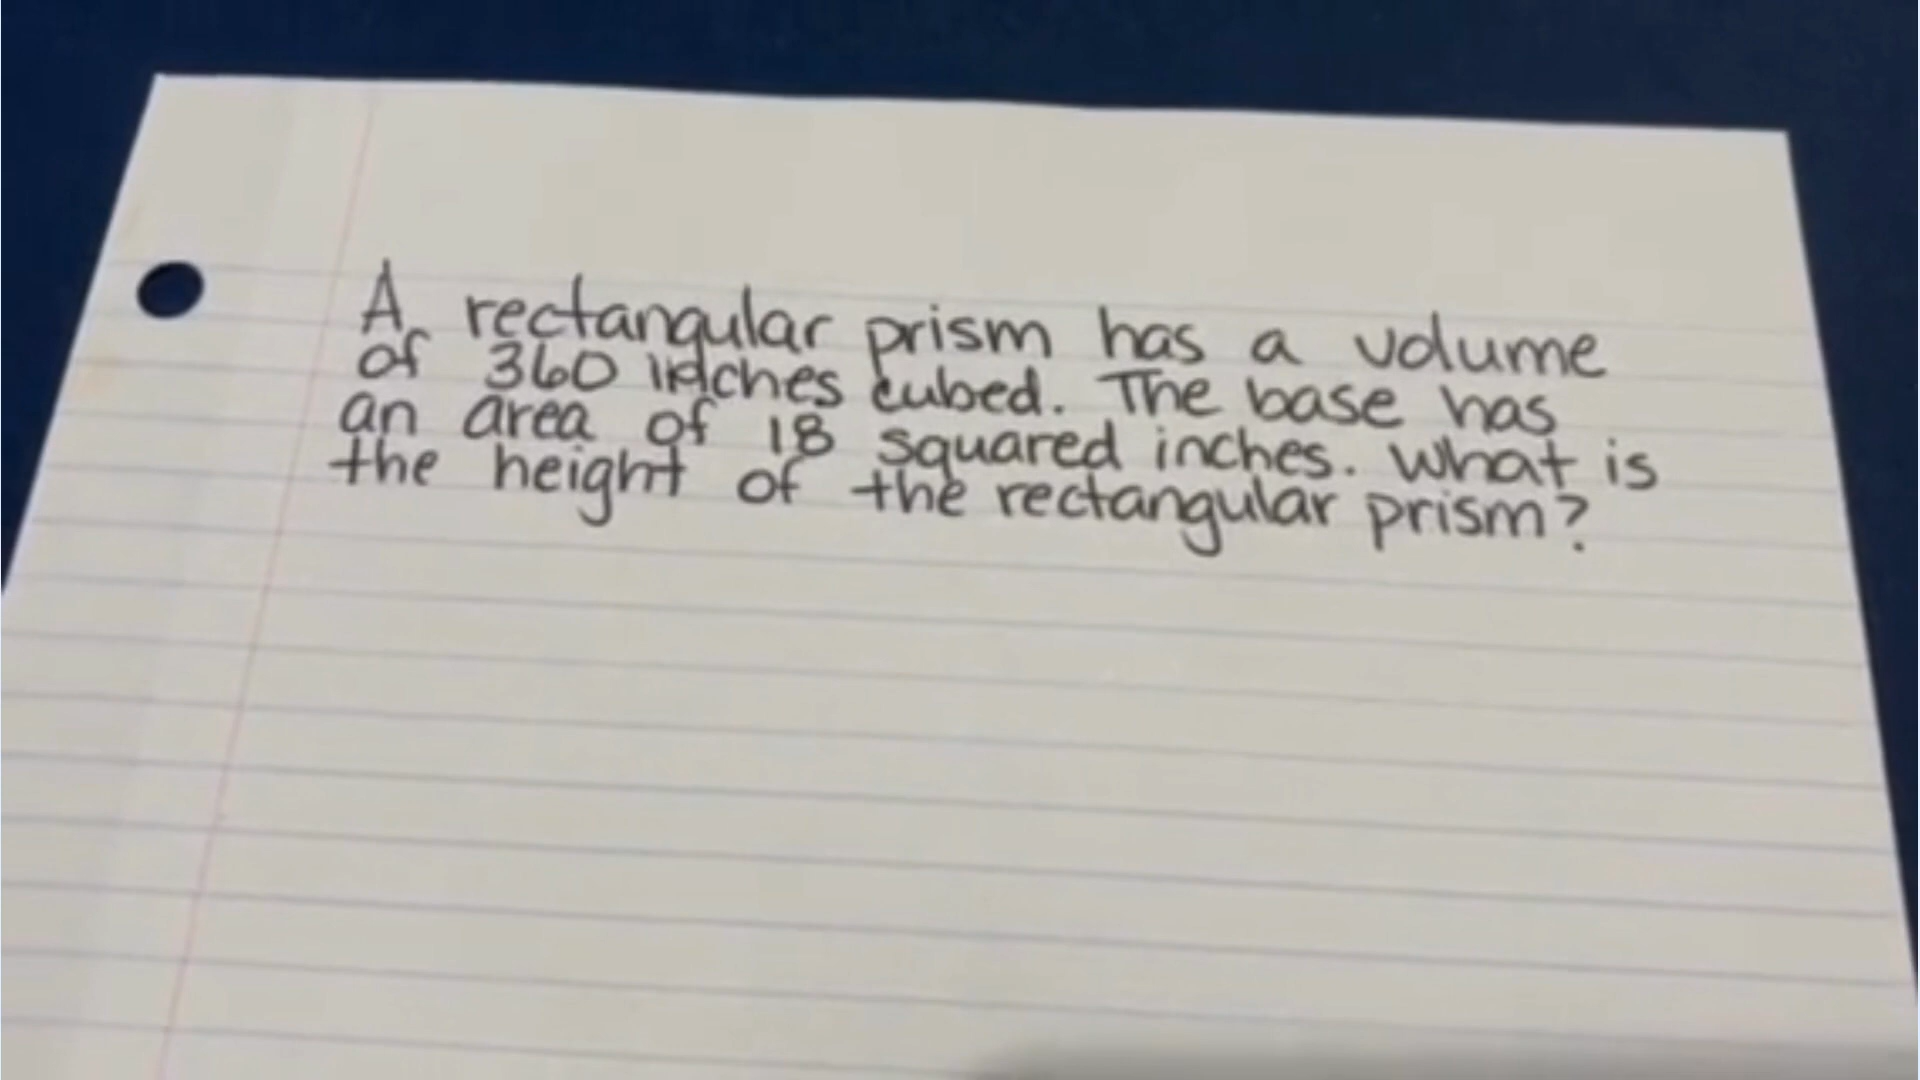 A rectangular prism has a volume
of 360 inches cubed. The base has
an area of 18 squared inches. What is
the height of the rectangular prism?